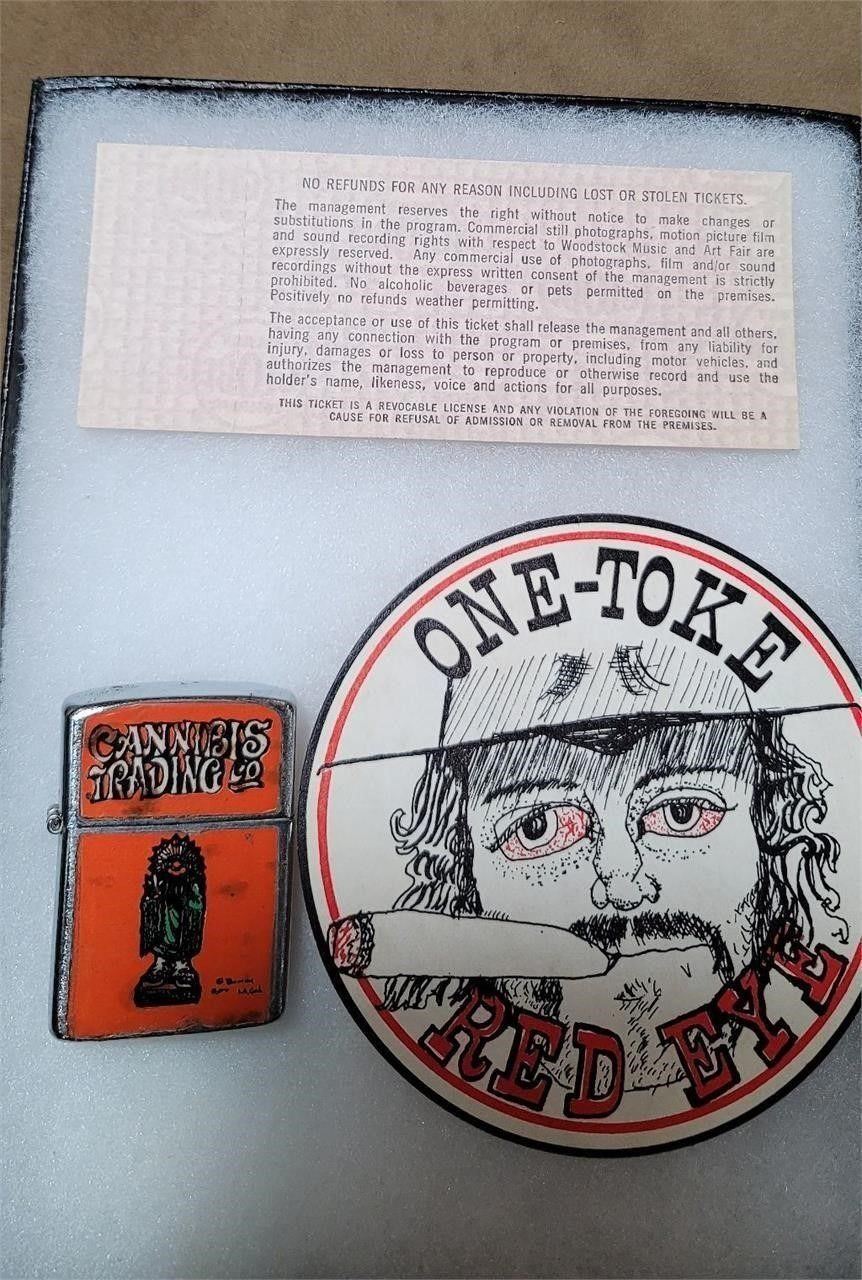 NO REFUNDS FOR ANY REASON INCLUDING LOST OR STOLEN TICKETS.
The management reserves the right without notice to make changes or
substitutions in the program. Commercial still photographs, motion picture film
and sound recording rights with respect to Woodstock Music and Art Fair are
expressly reserved. Any commercial use of photographs, film and/or sound
recordings without the express written consent of the management is strictly
prohibited. No alcoholic beverages or pets permitted on the premises.
Positively no refunds weather permitting.
The acceptance or use of this ticket shall release the management and all others,
having any connection with the program or premises, from any liability for
injury, damages or loss to person or property, including motor vehicles, and
authorizes the management to reproduce or otherwise record and use the
holder's name, likeness, voice and actions for all purposes.
THIS TICKET IS A REVOCABLE LICENSE AND ANY VIOLATION OF THE FOREGOING WILL BE A
CAUSE FOR REFUSAL OF ADMISSION OR REMOVAL FROM THE PREMISES.
ONE-TOKE
RED EYE
CANNIBIS
TRADING CO